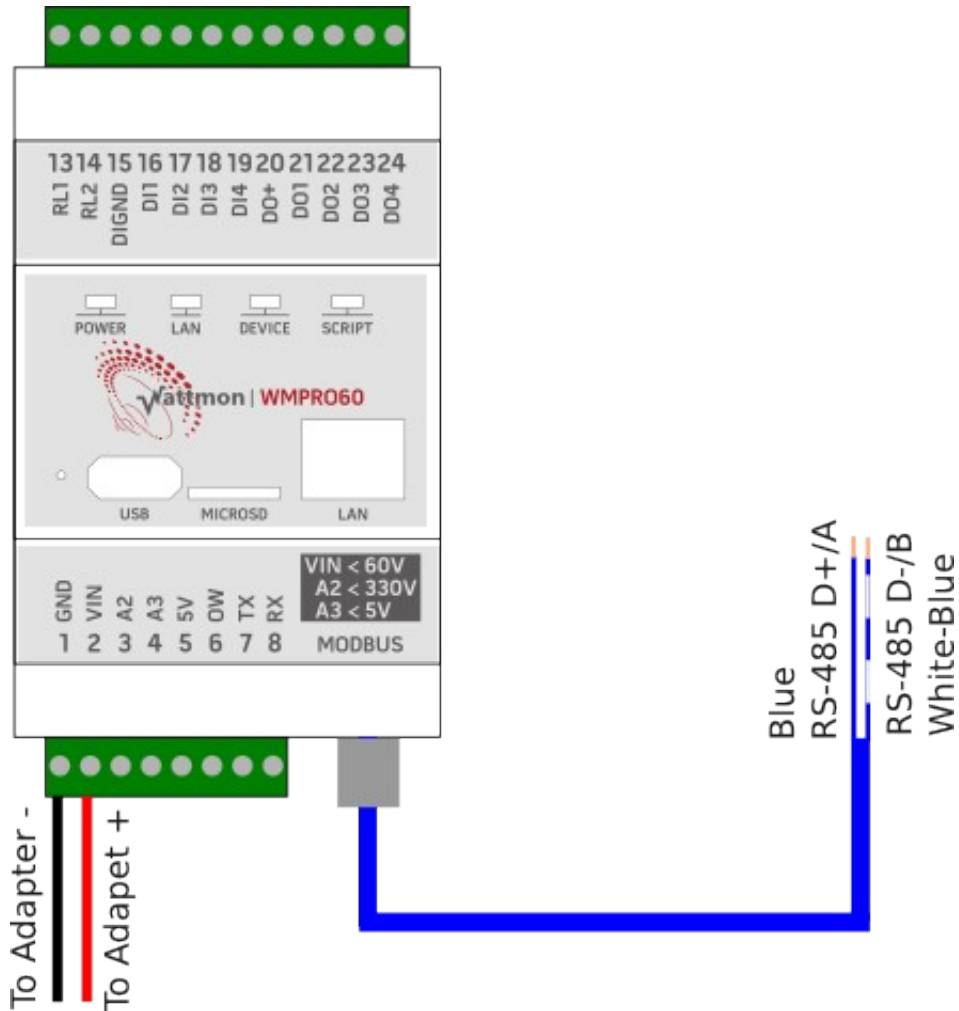 13 14 15 16 17 18 19 20 21 22 23 24
RL1 RL2 DIGND DI1 DI2 DI3 DI4 DO+ DO1 DO2 DO3 DO4
POWER LAN DEVICE SCRIPT
Wattmon | WMPRO60
USB MICROSD LAN
VIN < 60V
A2 < 330V
A3 < 5V
GND VIN A2 A3 5V OW TX RX
1 2 3 4 5 6 7 8 MODBUS
To Adapter -
To Adapet +
Blue
RS-485 D+/A
RS-485 D-/B
White-Blue